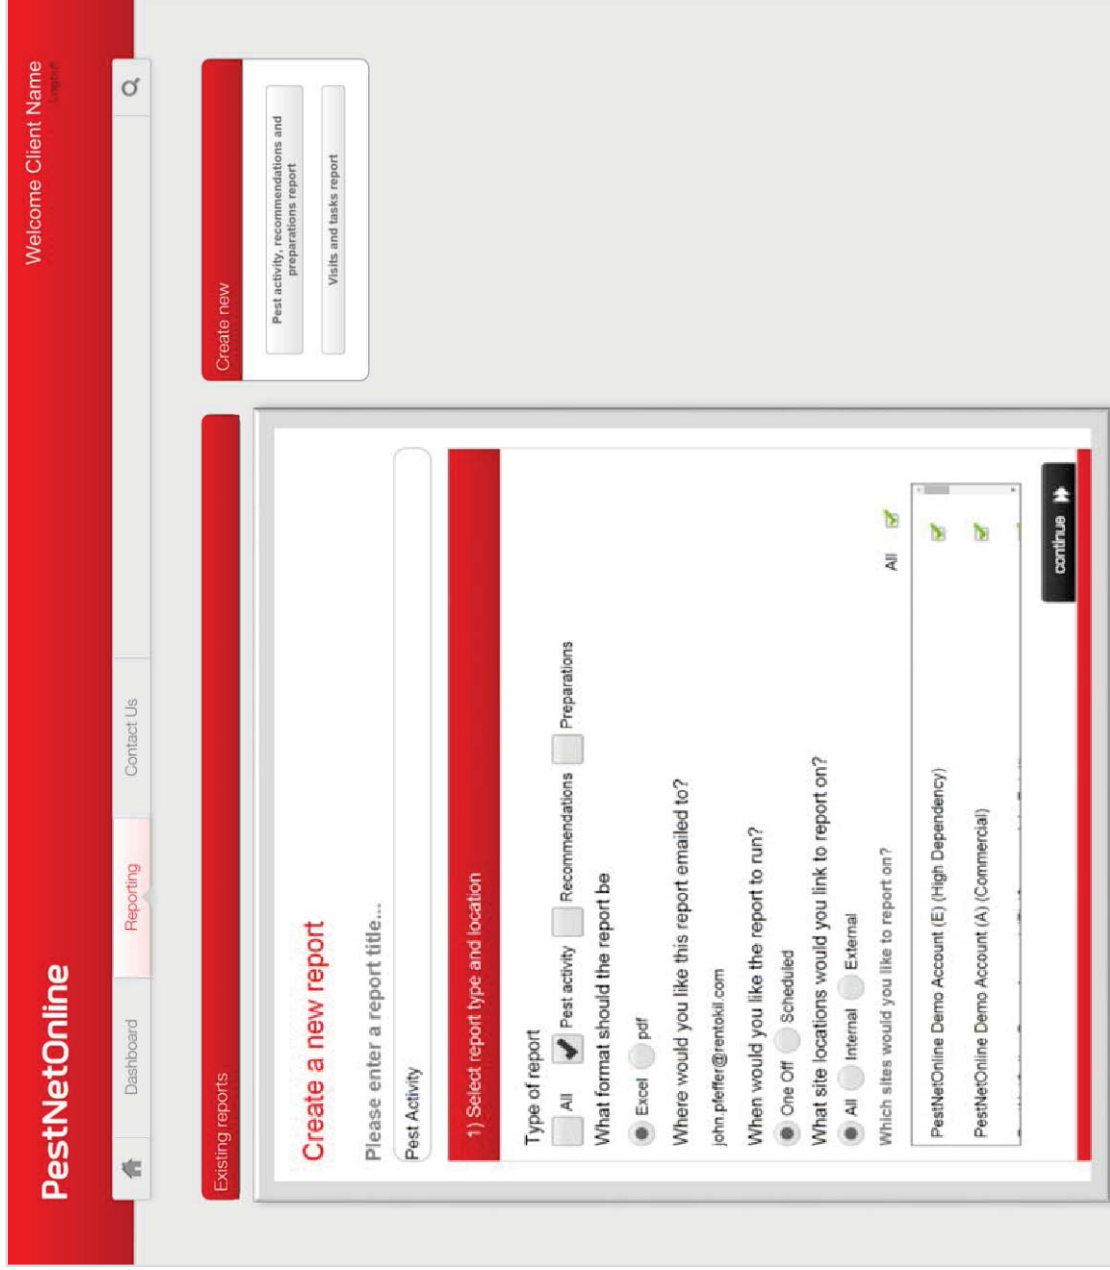 PestNetOnline
Welcome Client Name
Logout
Dashboard
Reporting
Contact Us
Existing reports
Create a new report
Please enter a report title...
Pest Activity
1) Select report type and location
Type of report
All Pest activity Recommendations Preparations
What format should the report be
Excel pdf
Where would you like this report emailed to?
john.pfeffer@rentokil.com
When would you like the report to run?
One Off Scheduled
What site locations would you link to report on?
All Internal External
Which sites would you like to report on?
All
PestNetOnline Demo Account (E) (High Dependency)
PestNetOnline Demo Account (A) (Commercial)
continue
Create new
Pest activity, recommendations and
preparations report
Visits and tasks report